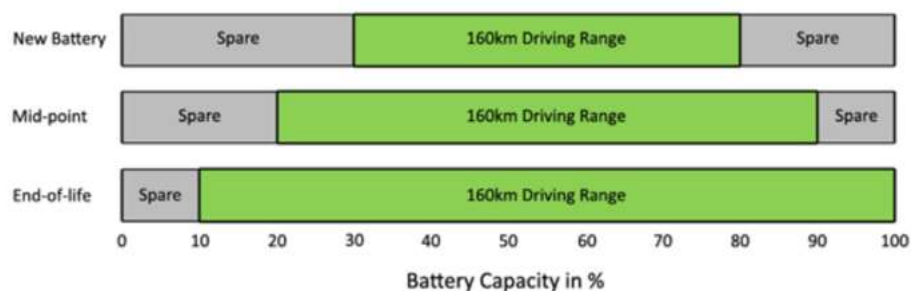 New Battery Spare 160km Driving Range Spare
Mid-point Spare 160km Driving Range Spare
End-of-life Spare 160km Driving Range
0 10 20 30 40 50 60 70 80 90 100
Battery Capacity in %